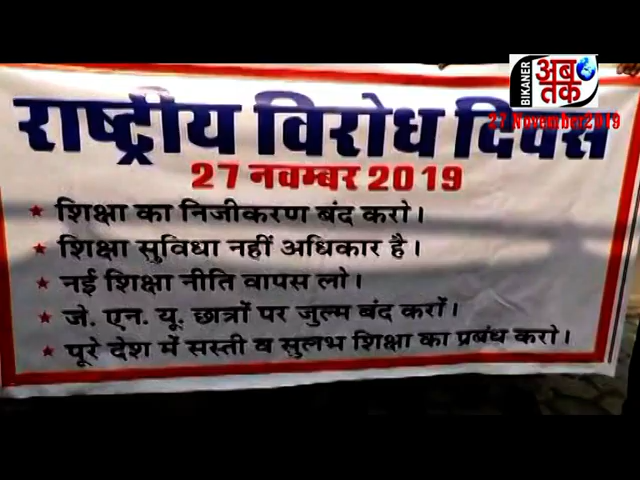 BIKANER
अब
तक
27 November2019
राष्ट्रीय विरोध दिवस
27 नवम्बर 2019
★ शिक्षा का निजीकरण बंद करो।
★ शिक्षा सुविधा नहीं अधिकार है।
★ नई शिक्षा नीति वापस लो।
★ जे. एन. यू. छात्रों पर जुल्म बंद करों।
★ पूरे देश में सस्ती व सुलभ शिक्षा का प्रबंध करो।